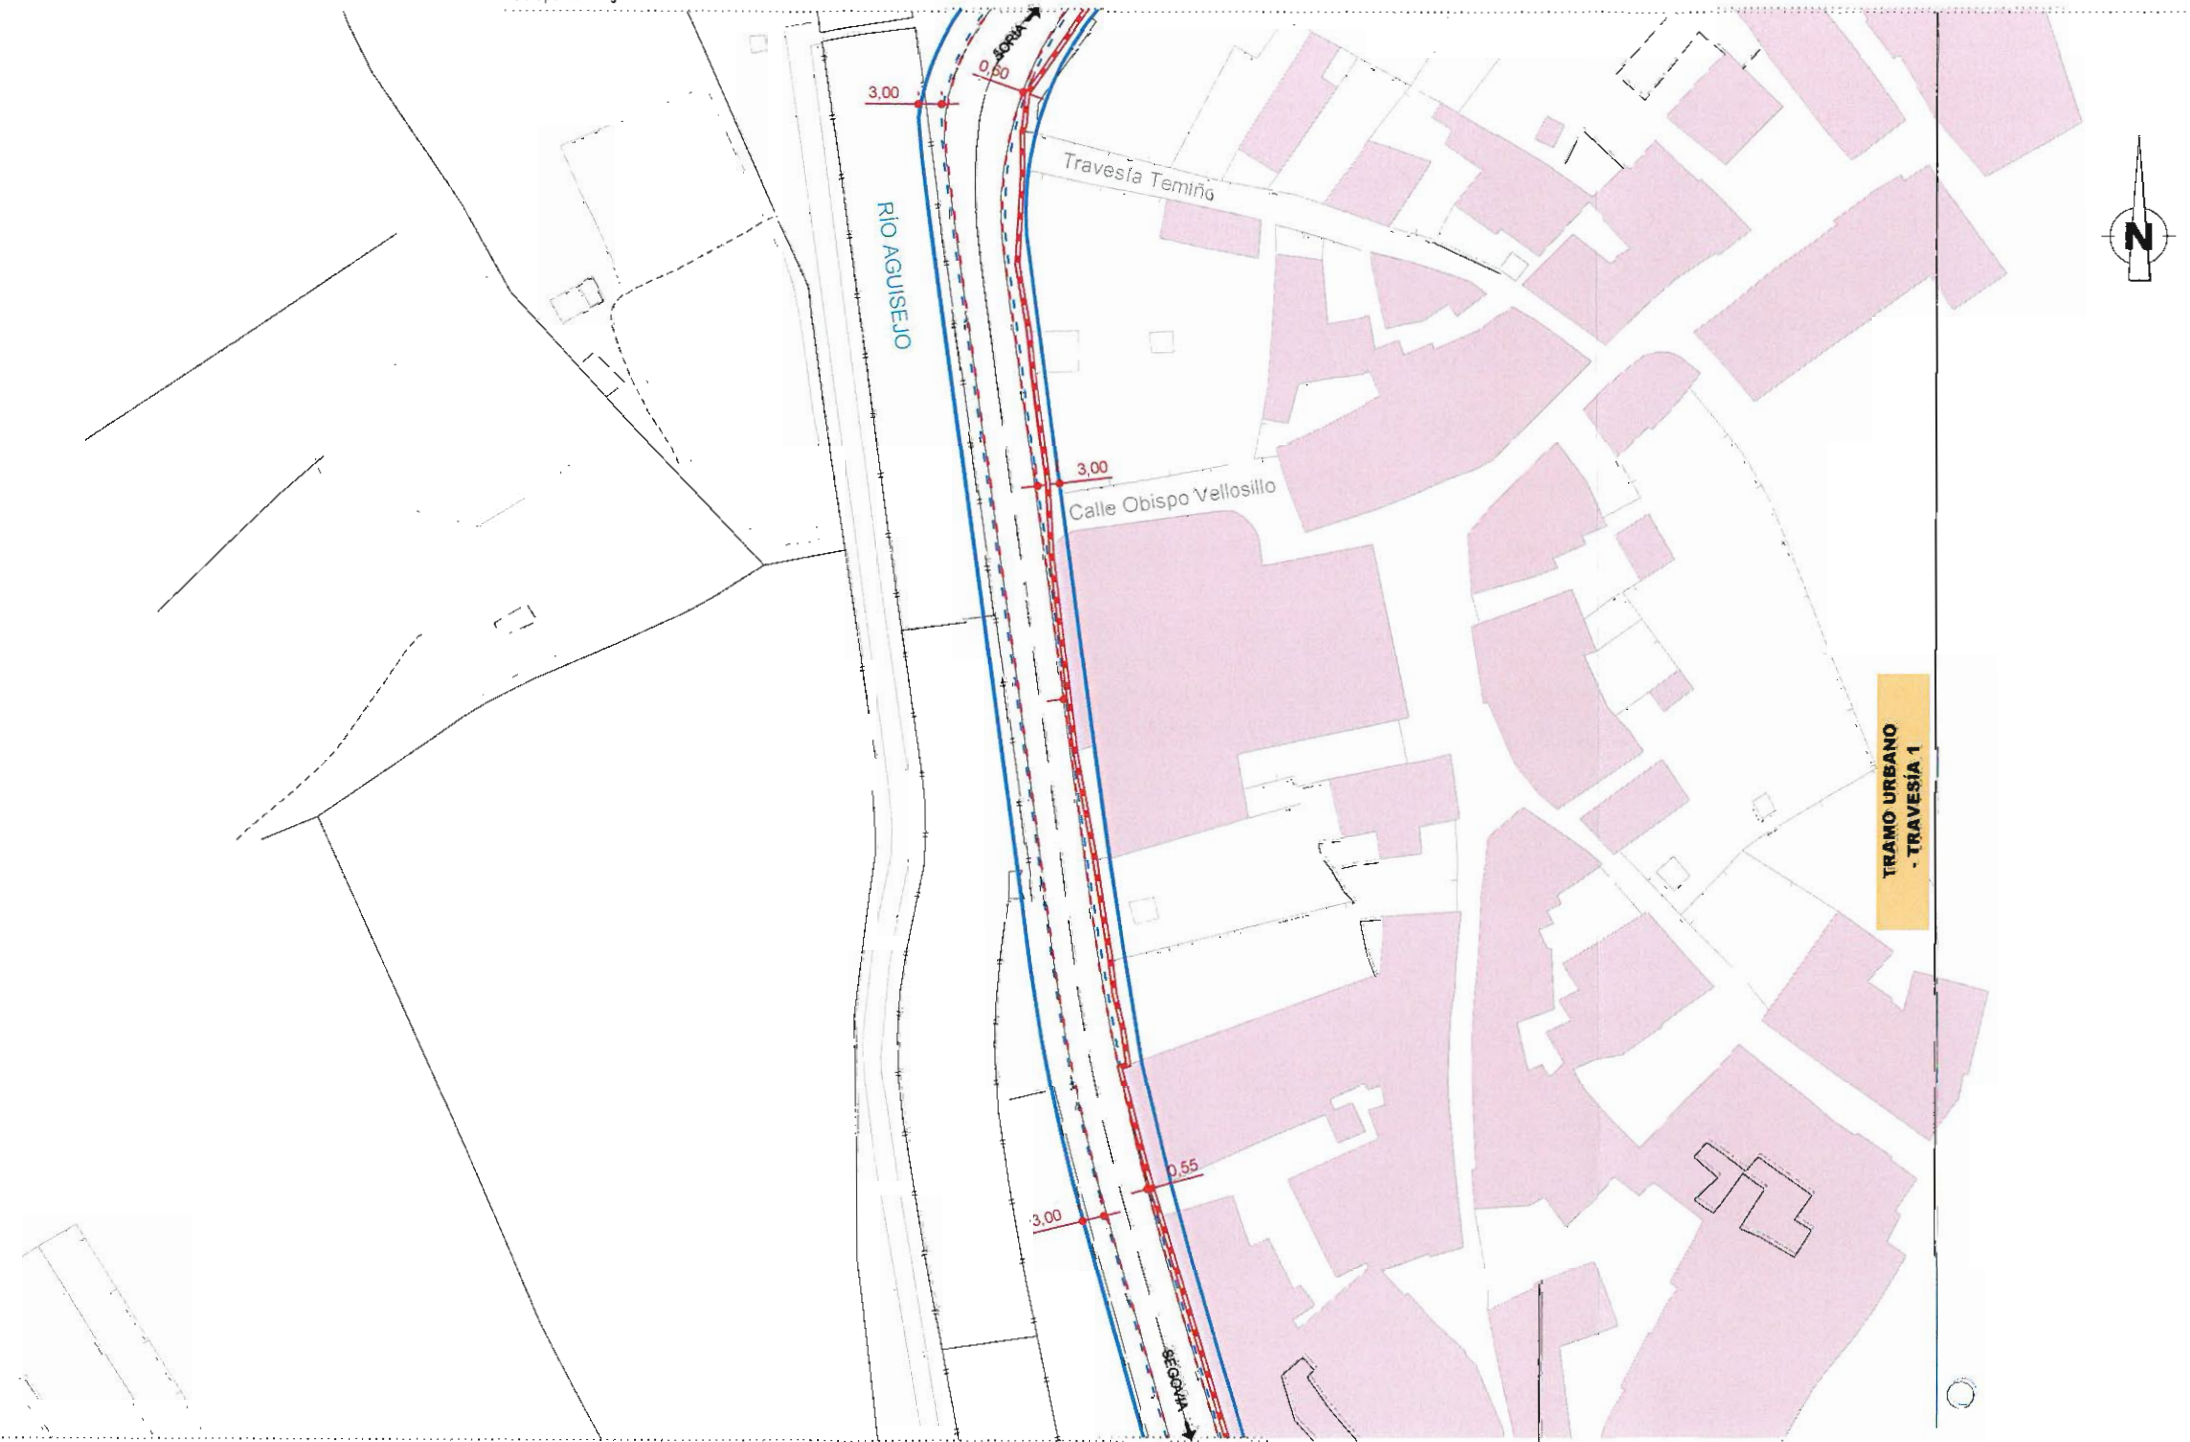 SORIA
0,60
3,00
N
Travesía Temiño
RÍO AGUISEJO
3,00
Calle Obispo Vellosillo
TRAMO URBANO
- TRAVESÍA 1
0,55
3,00
SEGOVIA